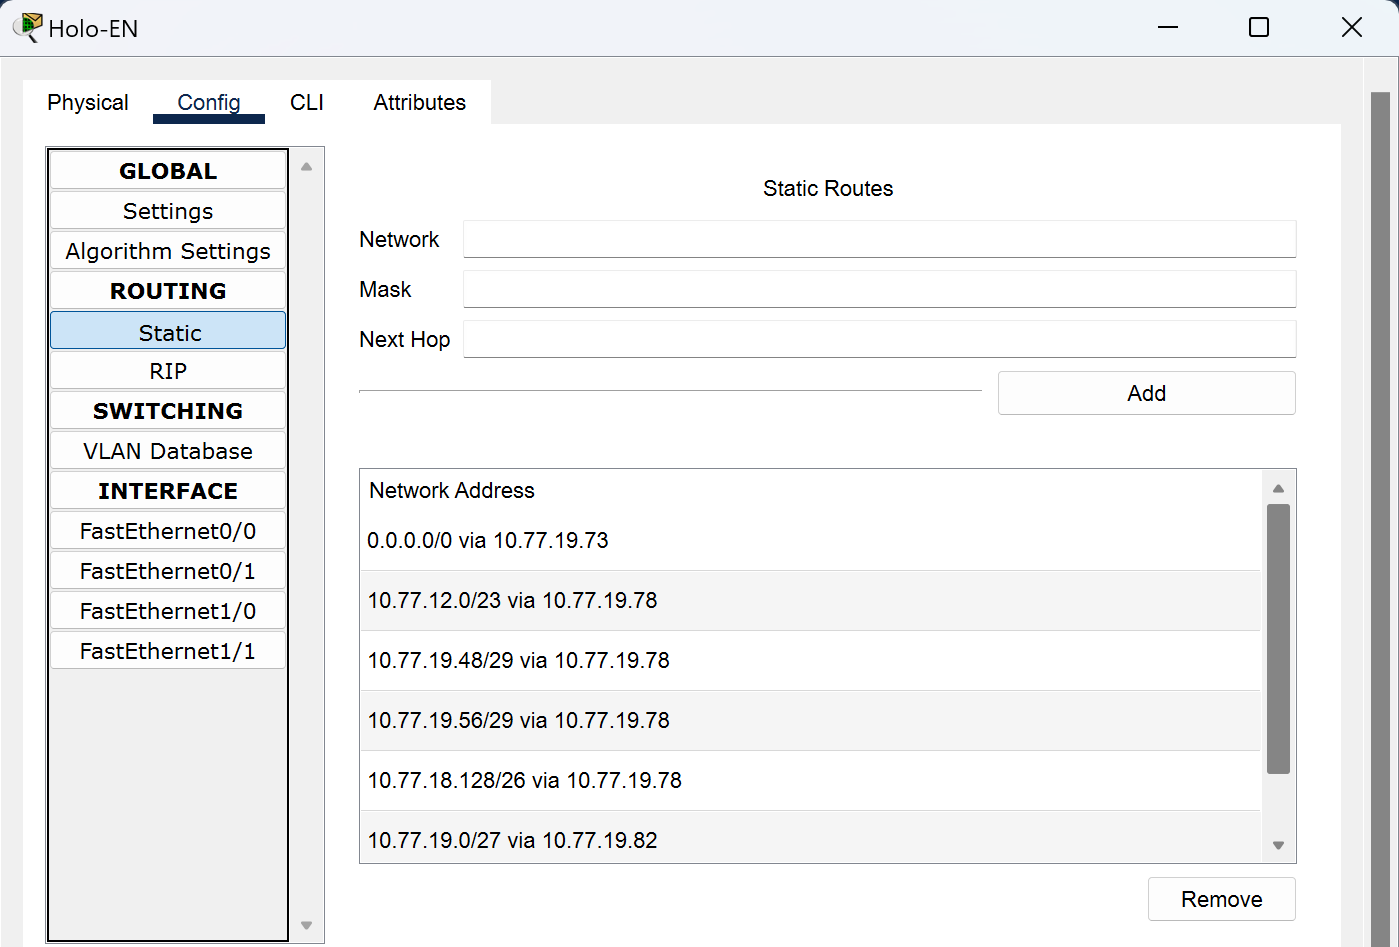 Holo-EN
Physical
Config
CLI
Attributes
GLOBAL
Settings
Algorithm Settings
ROUTING
Static
RIP
SWITCHING
VLAN Database
INTERFACE
FastEthernet0/0
FastEthernet0/1
FastEthernet1/0
FastEthernet1/1
Static Routes
Network
Mask
Next Hop
Add
Network Address
0.0.0.0/0 via 10.77.19.73
10.77.12.0/23 via 10.77.19.78
10.77.19.48/29 via 10.77.19.78
10.77.19.56/29 via 10.77.19.78
10.77.18.128/26 via 10.77.19.78
10.77.19.0/27 via 10.77.19.82
Remove